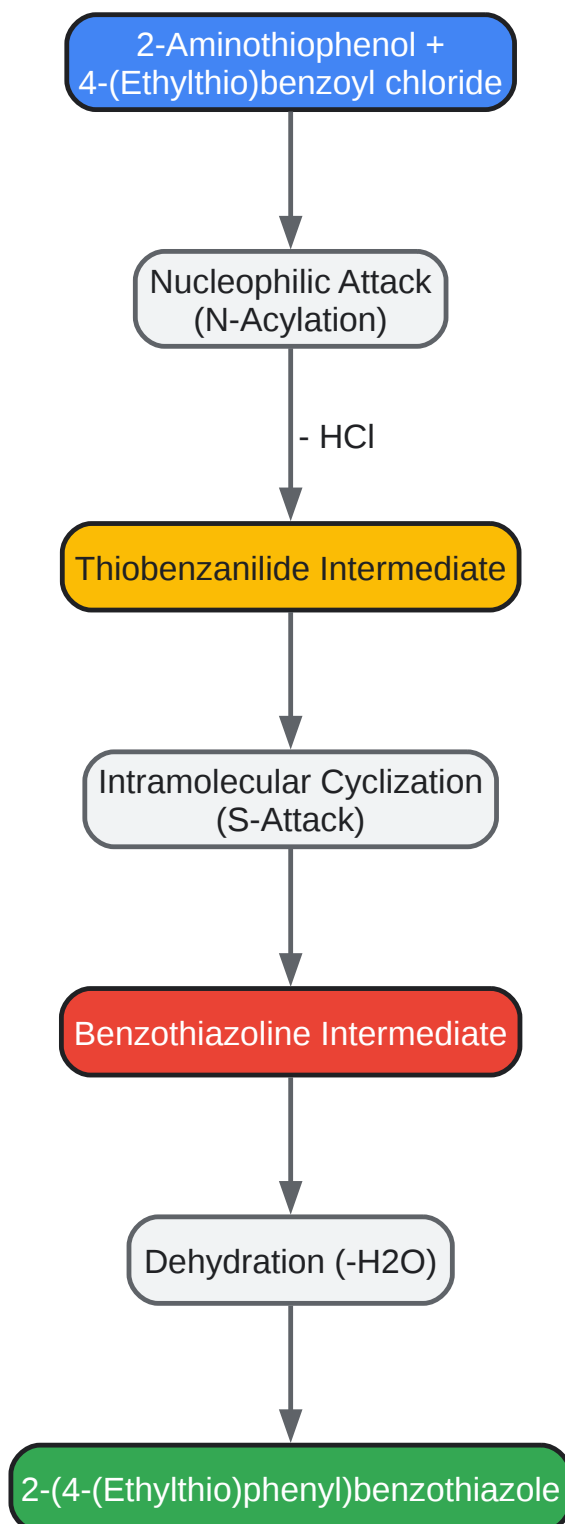 2-Aminothiophenol +
4-(Ethylthio)benzoyl chloride
Nucleophilic Attack
(N-Acylation)
- HCl
Thiobenzanilide Intermediate
Intramolecular Cyclization
(S-Attack)
Benzothiazoline Intermediate
Dehydration (-H2O)
2-(4-(Ethylthio)phenyl)benzothiazole